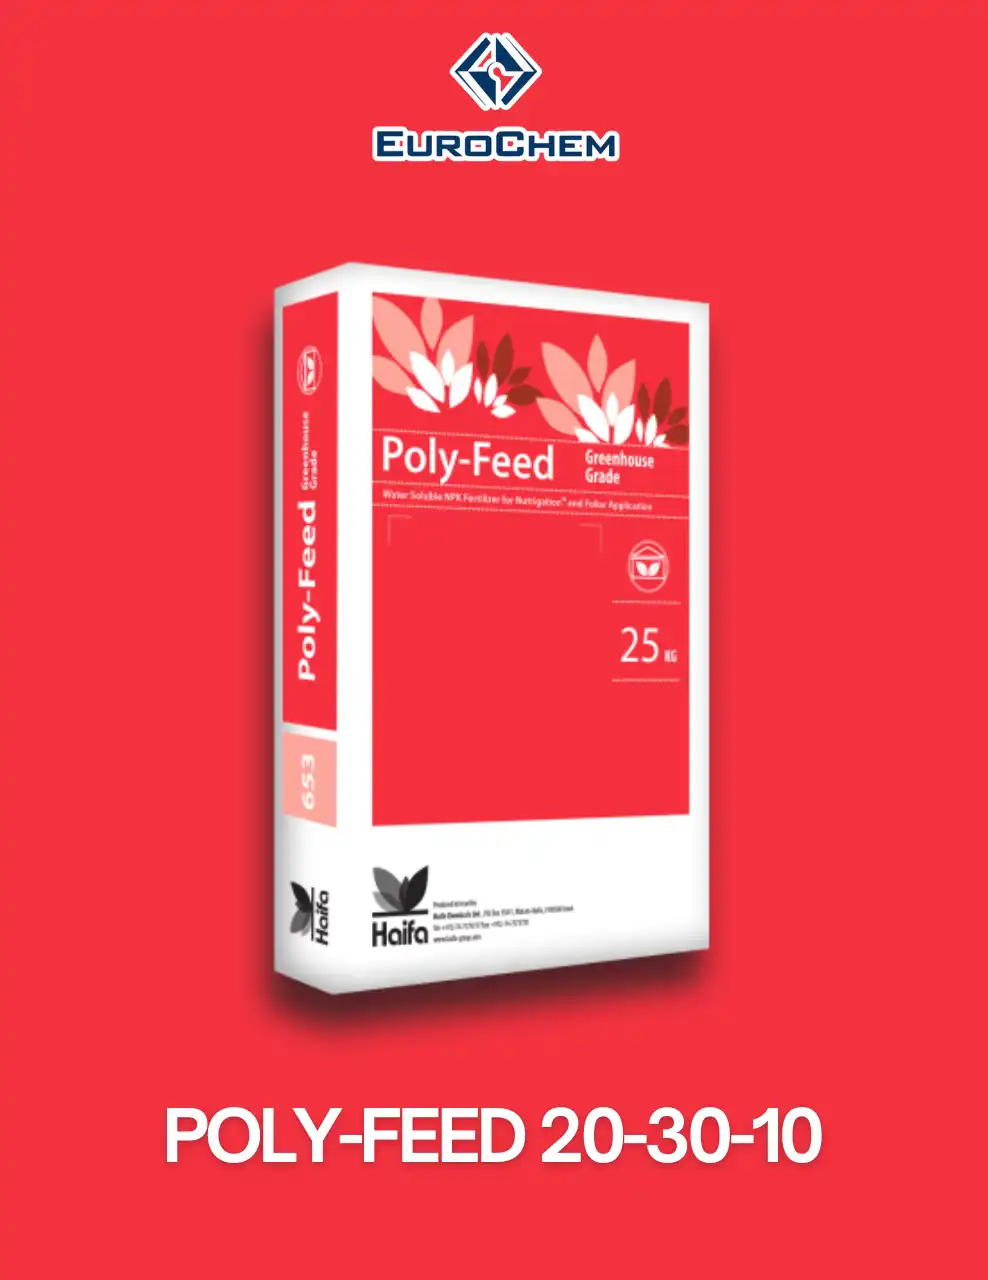 EUROCHEM
Poly-Feed
Greenhouse
Grade
Water Soluble NPK Fertilizer for Nutrigation™ and Foliar Application
25 KG
Poly-Feed Greenhouse
Grade
653
Haifa
Haifa
POLY-FEED 20-30-10